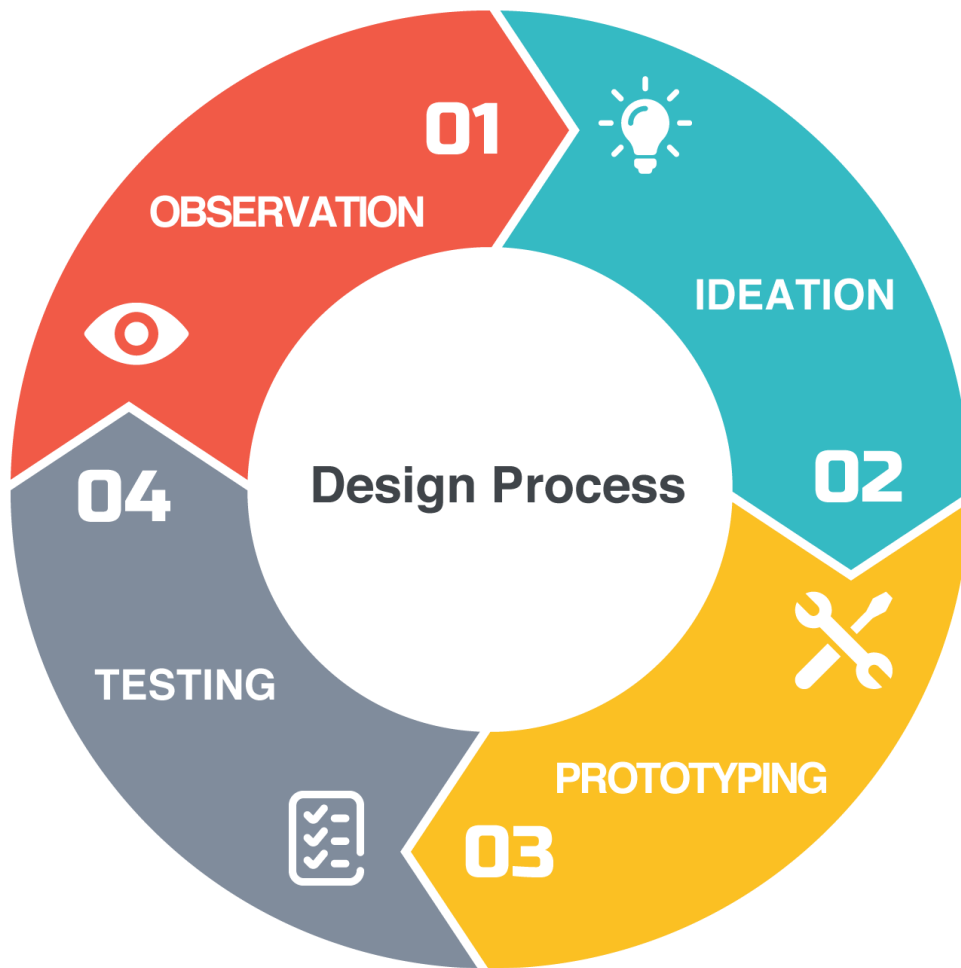 01
OBSERVATION
IDEATION
02
Design Process
04
TESTING
PROTOTYPING
03